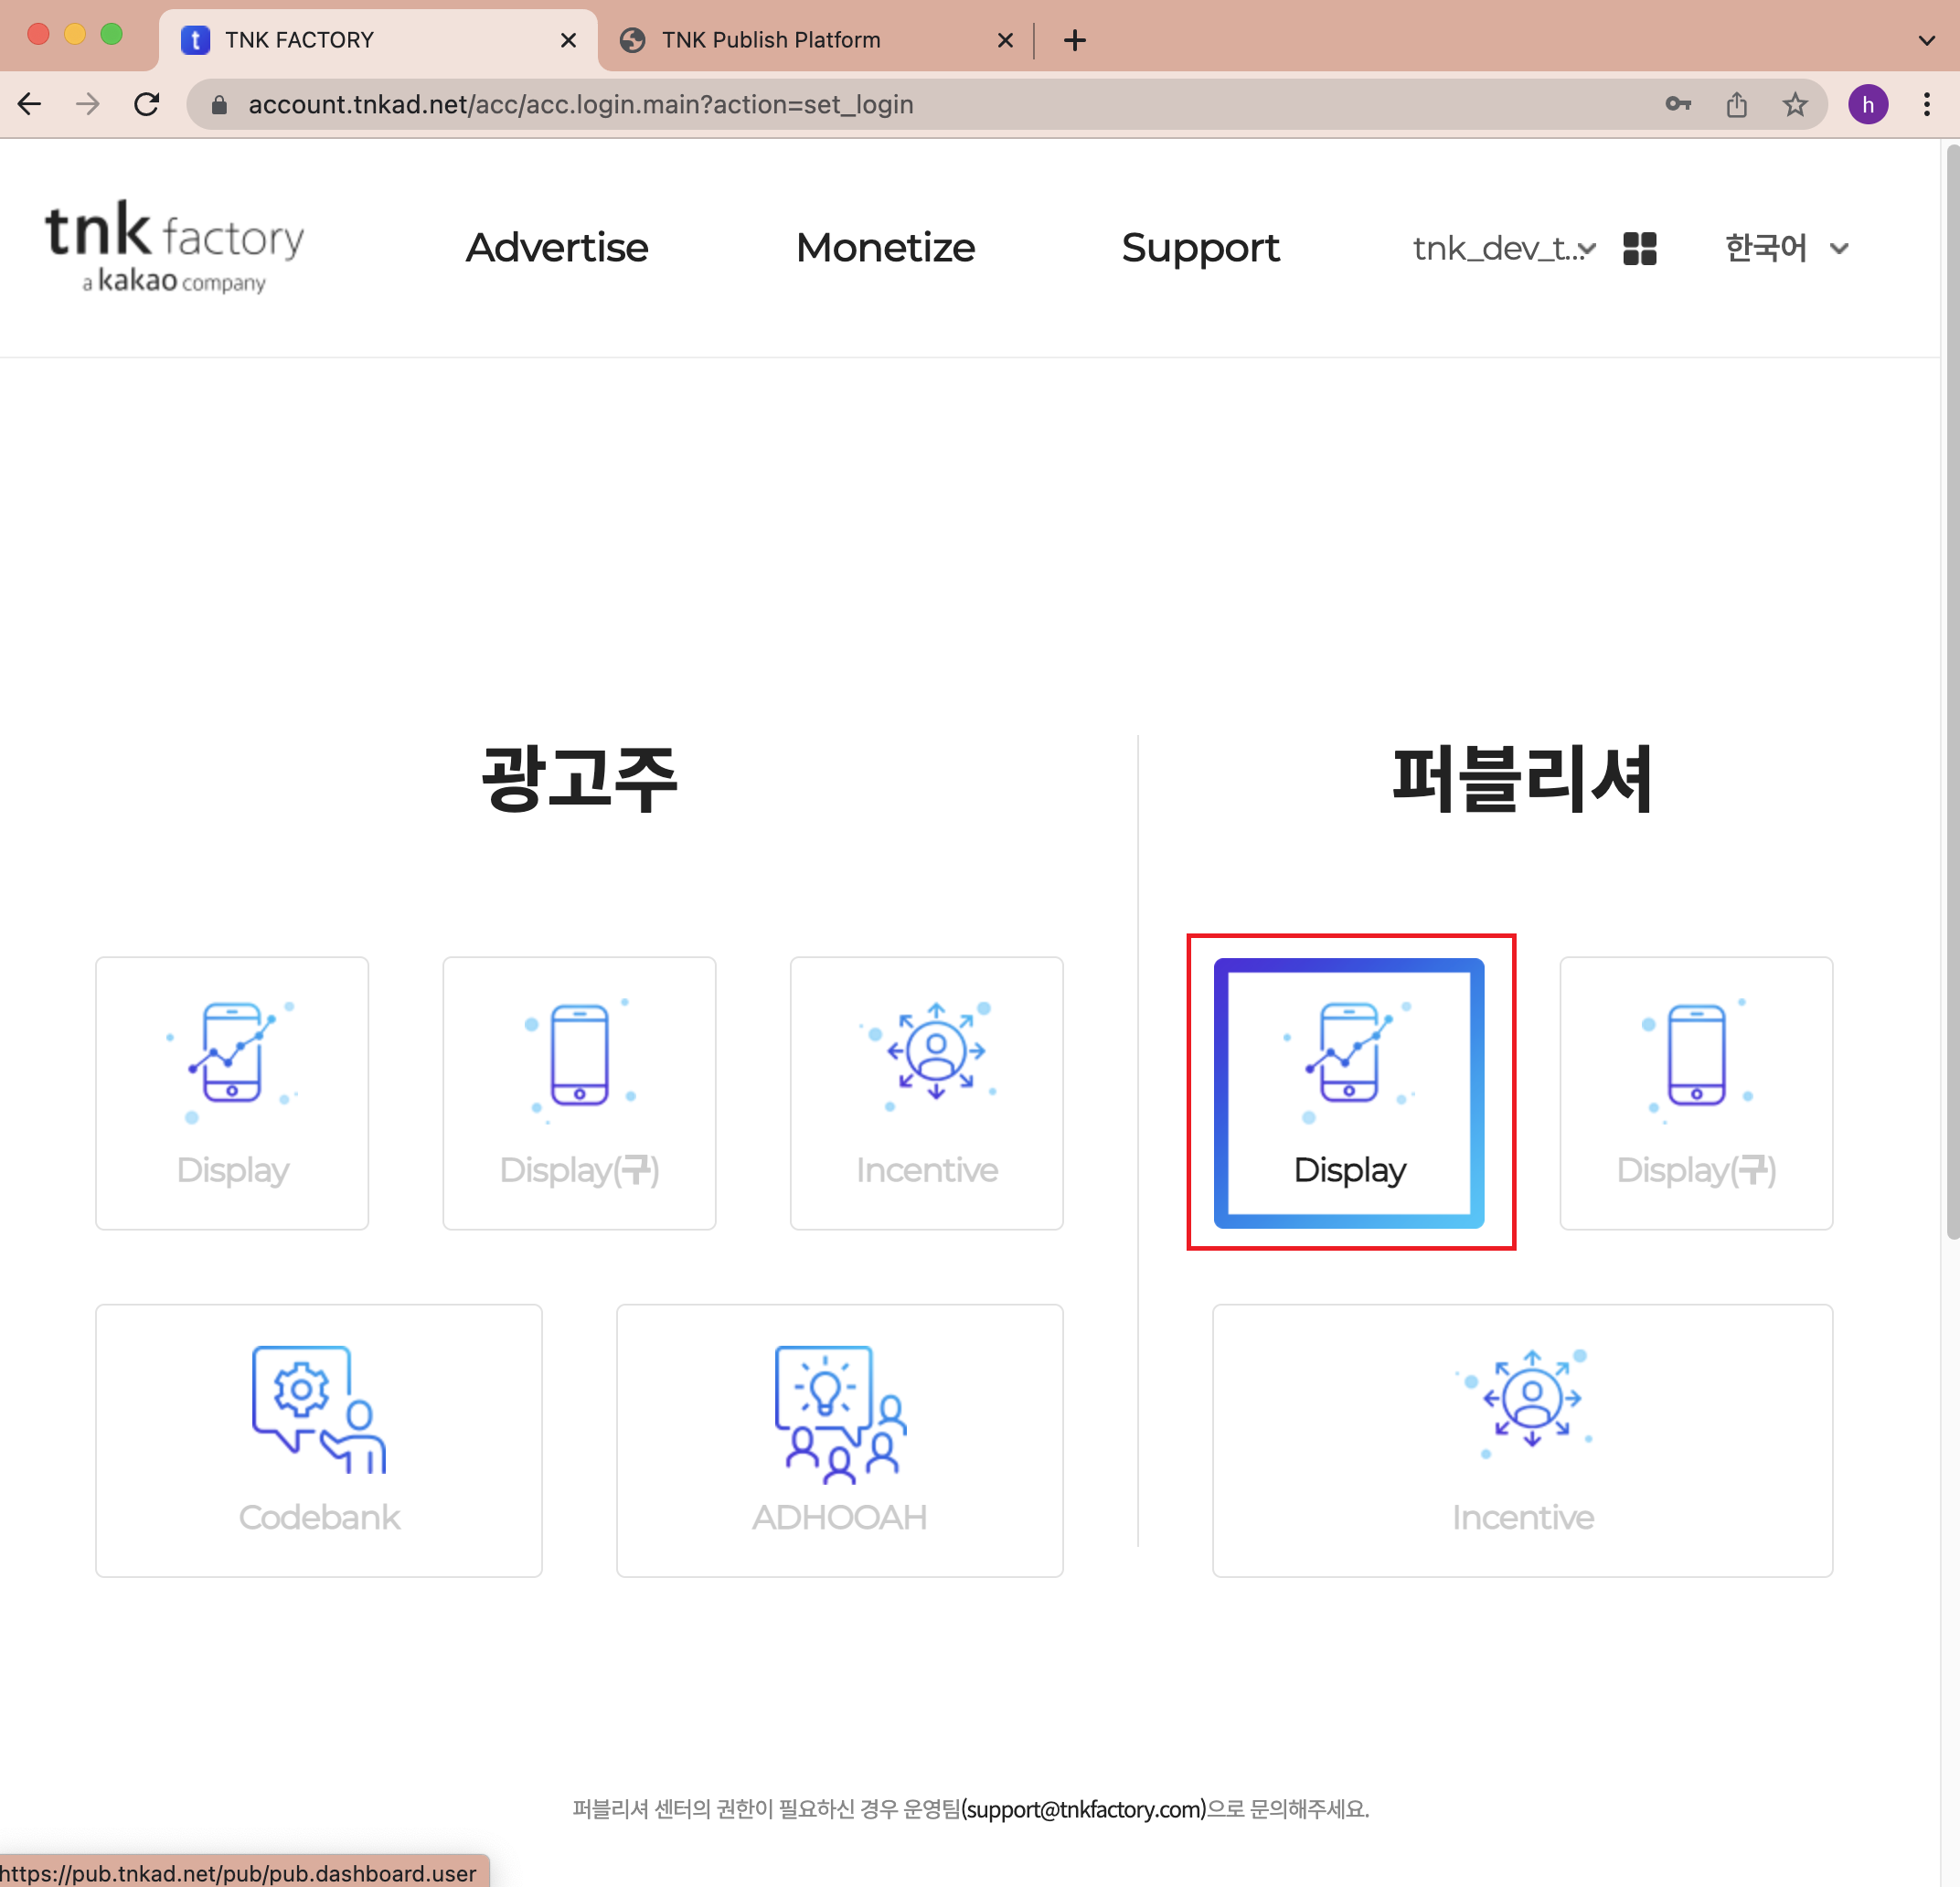 TNK FACTORY
TNK Publish Platform
account.tnkad.net/acc/acc.login.main?action=set_login
h
tnk factory
a kakao company
Advertise
Monetize
Support
tnk_dev_t...
한국어
광고주
퍼블리셔
Display
Display(구)
Incentive
Display
Display(구)
Codebank
ADHOOAH
Incentive
퍼블리셔 센터의 권한이 필요하신 경우 운영팀(support@tnkfactory.com)으로 문의해주세요.
https://pub.tnkad.net/pub/pub.dashboard.user